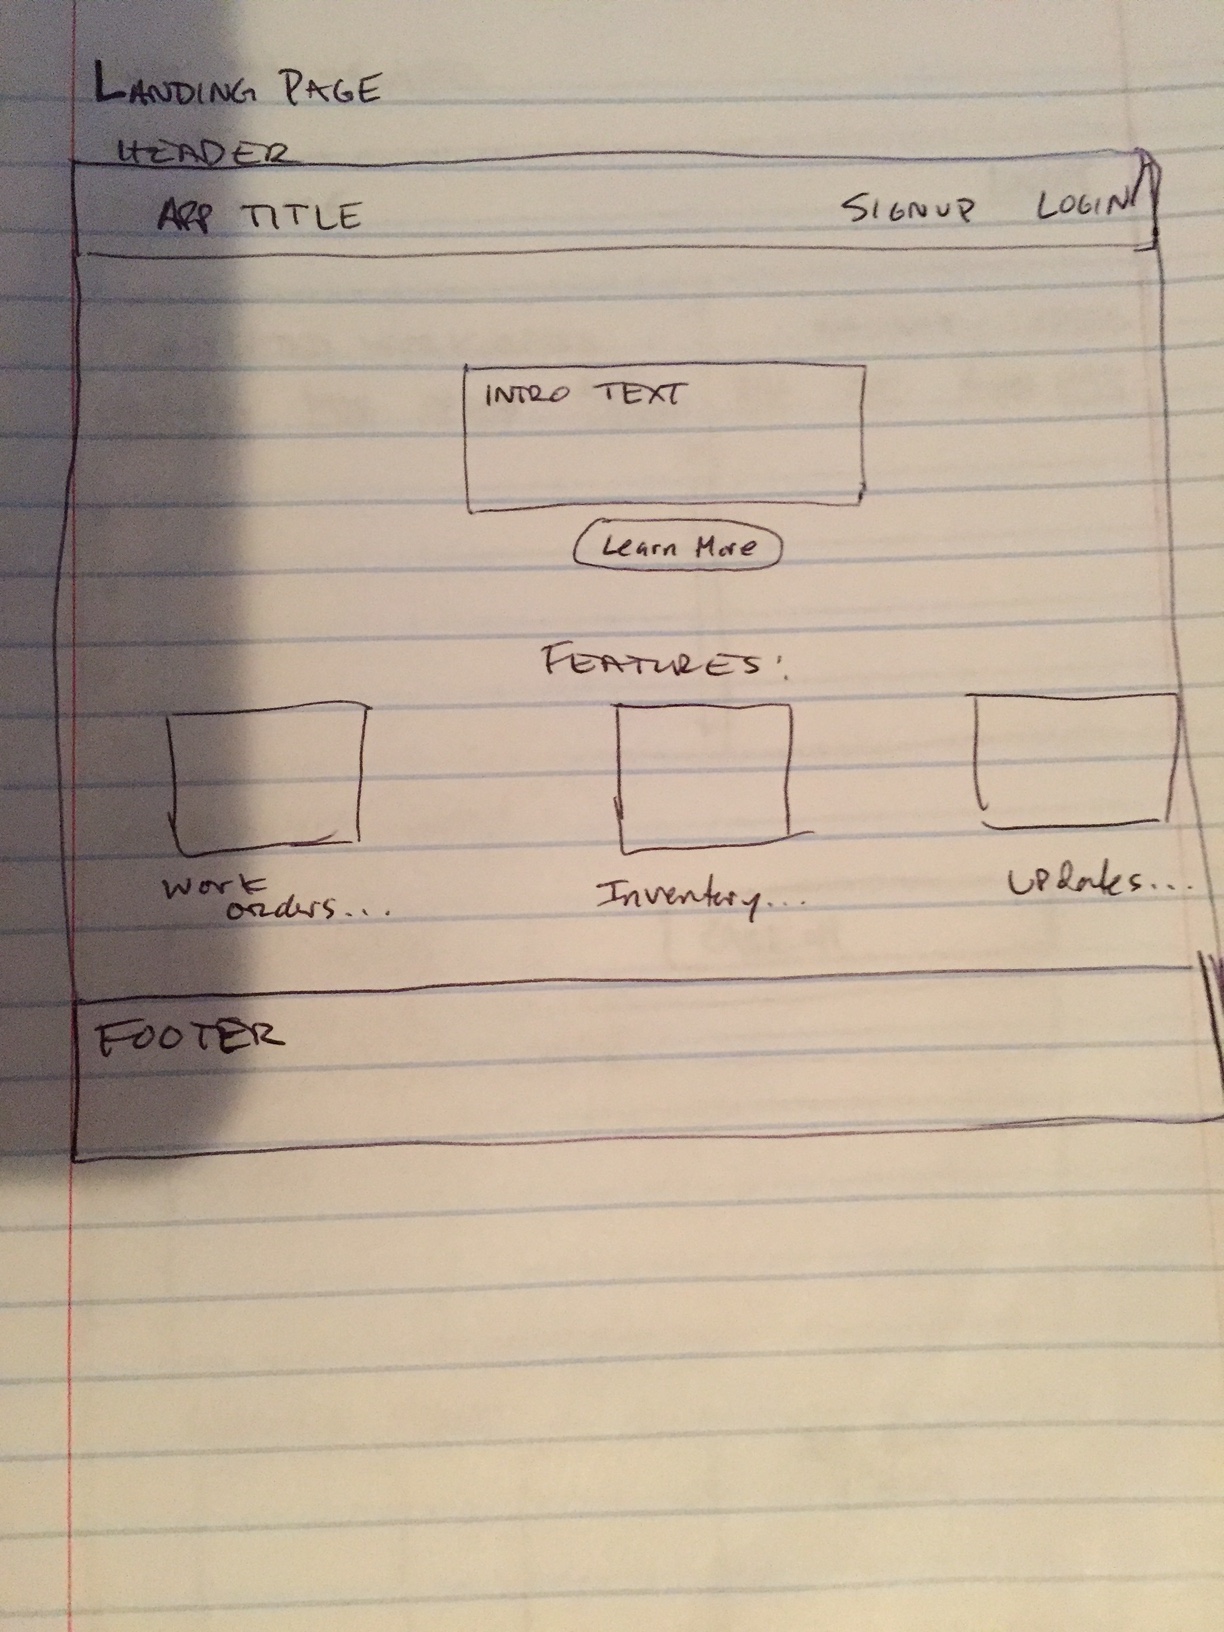 LANDING PAGE
HEADER
APP TITLE SIGNUP LOGIN
INTRO TEXT
Learn More
FEATURES:
Work
orders...
Inventory...
Updates...
FOOTER